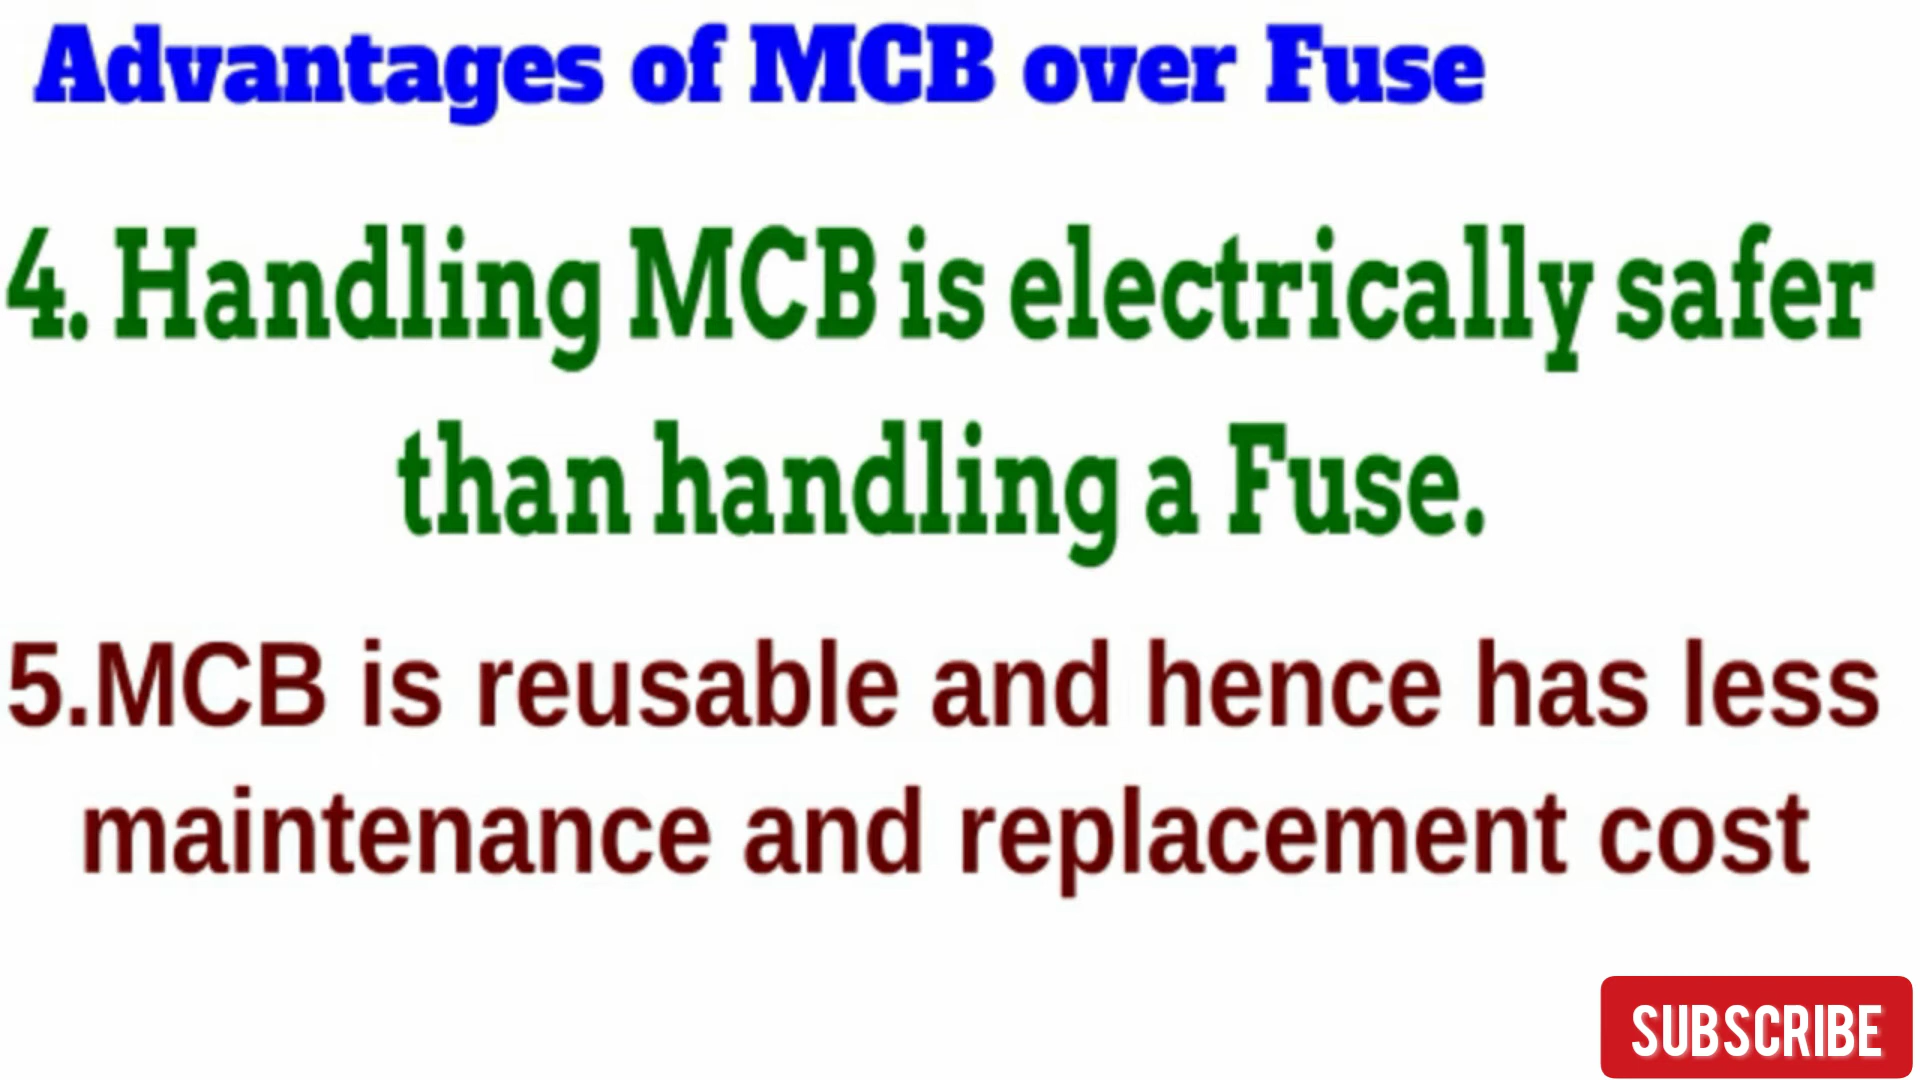 Advantages of MCB over Fuse
4. Handling MCB is electrically safer
than handling a Fuse.
5.MCB is reusable and hence has less
maintenance and replacement cost
SUBSCRIBE